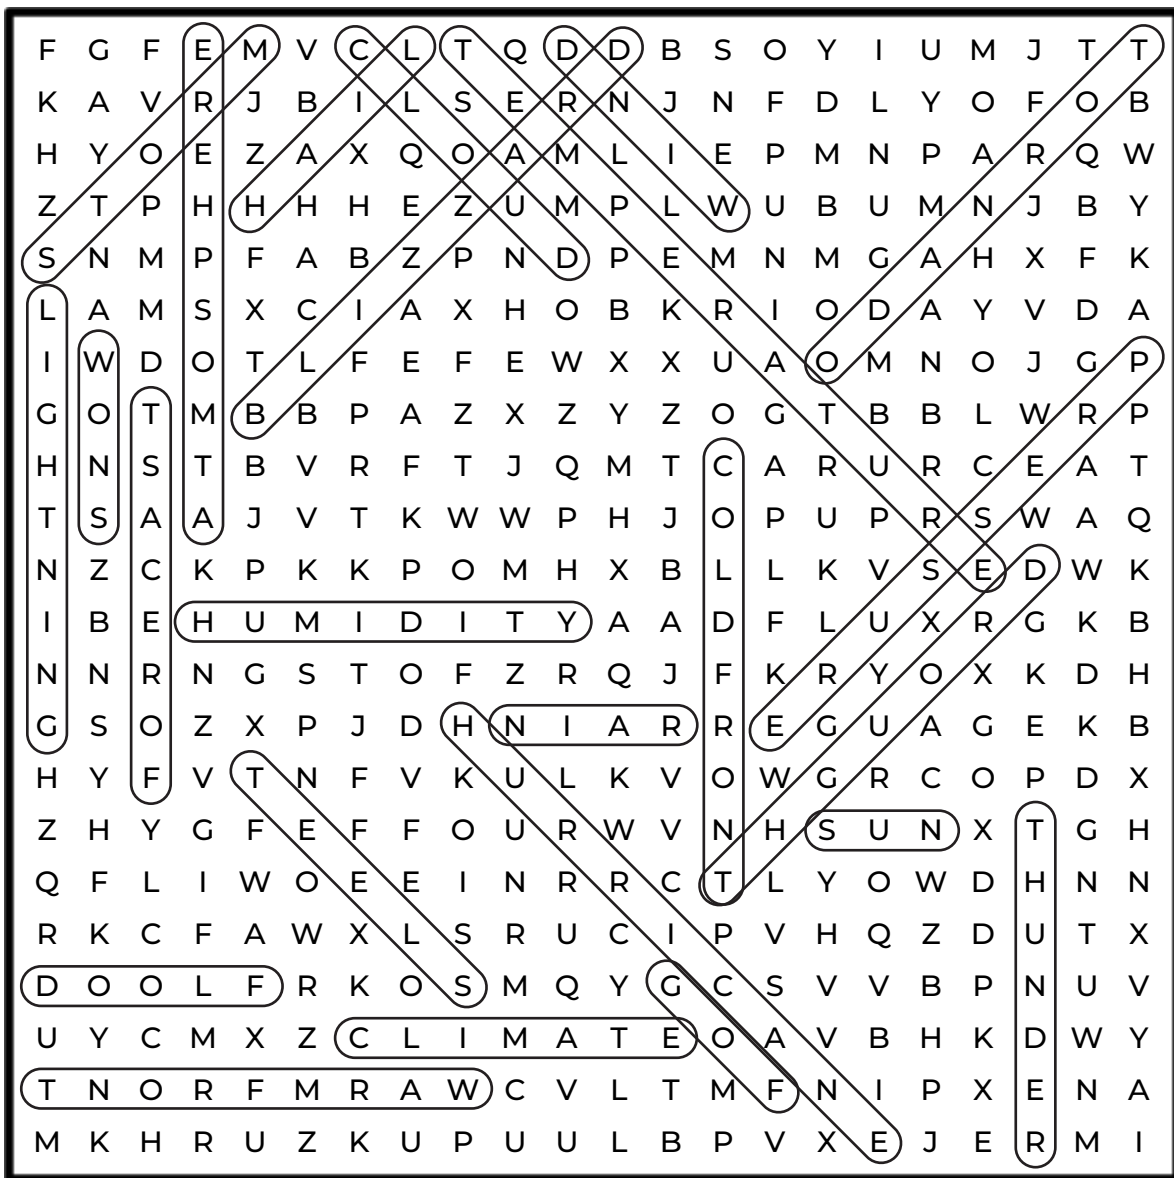 F G F E M V C L T Q D D B S O Y I U M J T T
K A V R J B I L S E R N J N F D L Y O F O B
H Y O E Z A X Q O A M L I E P M N P A R Q W
Z T P H H H H E Z U M P L W U B U M N J B Y
S N M P F A B Z P N D P E M N M G A H X F K
L A M S X C I A X H O B K R I O D A Y V D A
I W D O T L F E F E W X X U A O M N O J G P
G O T M B B P A Z X Z Y Z O G T B B L W R P
H N S T B V R F T J Q M T C A R U R C E A T
T S A A J V T K W W P H J O P U P R S W A Q
N Z C K P K K P O M H X B L L K V S E D W K
I B E H U M I D I T Y A A D F L U X R G K B
N N R N G S T O F Z R Q J F K R Y O X K D H
G S O Z X P J D H N I A R R E G U A G E K B
H Y F V T N F V K U L K V O W G R C O P D X
Z H Y G F E F F O U R W V N H S U N X T G H
Q F L I W O E E I N R R C T L Y O W D H N N
R K C F A W X L S R U C I P V H Q Z D U T X
D O O L F R K O S M Q Y G C S V V B P N U V
U Y C M X Z C L I M A T E O A V B H K D W Y
T N O R F M R A W C V L T M F N I P X E N A
M K H R U Z K U P U U L B P V X E J E R M I